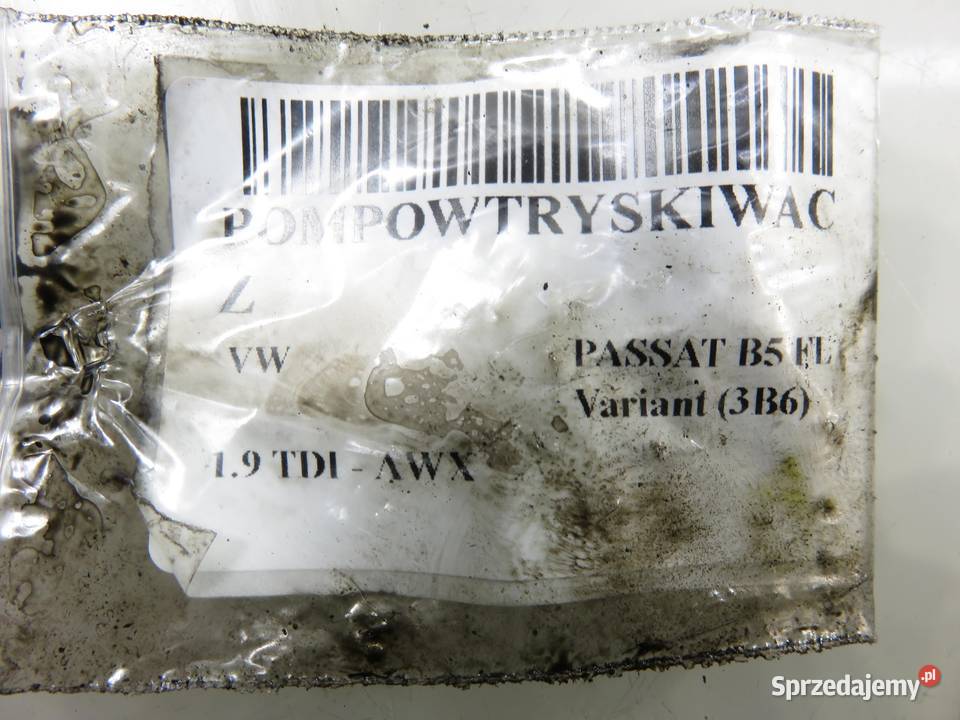 POMPOWTRYSKIWAC
Z
VW PASSAT B5 FL
Variant (3B6)
1.9 TDI - AWX
Sprzedajemy.pl